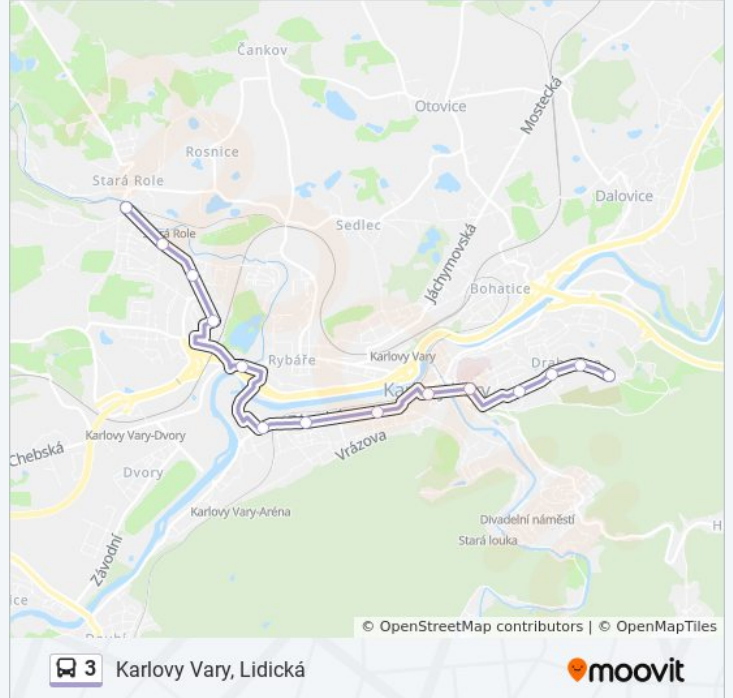 Čankov
Otovice
Mostecká
Rosnice
Stará Role
Dalovice
Sedlec
Jáchymovská
Bohatice
Rybáře
Karlovy Vary
Chebská
Karlovy Vary-Dvory
Vrázova
Dvory
Karlovy Vary-Aréna
Divadelní náměstí
Stará louka
Závodní
© OpenStreetMap contributors | © OpenMapTiles
3 Karlovy Vary, Lidická
moovit